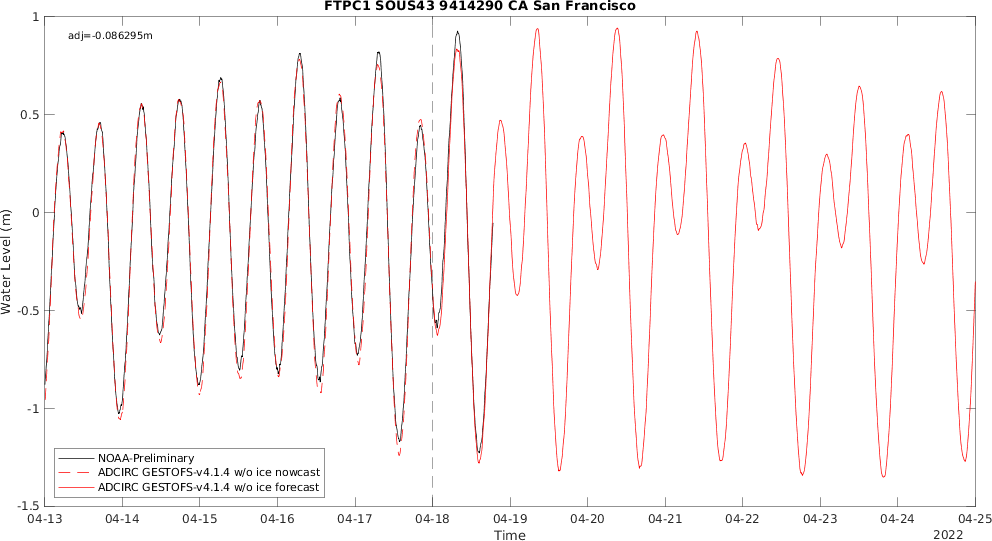 FTPC1 SOUS43 9414290 CA San Francisco
adj=-0.086295m
1
0.5
0
-0.5
-1
-1.5
Water Level (m)
NOAA-Preliminary
ADCIRC GESTOFS-v4.1.4 w/o ice nowcast
ADCIRC GESTOFS-v4.1.4 w/o ice forecast
04-13 04-14 04-15 04-16 04-17 04-18 04-19 04-20 04-21 04-22 04-23 04-24 04-25
Time
2022